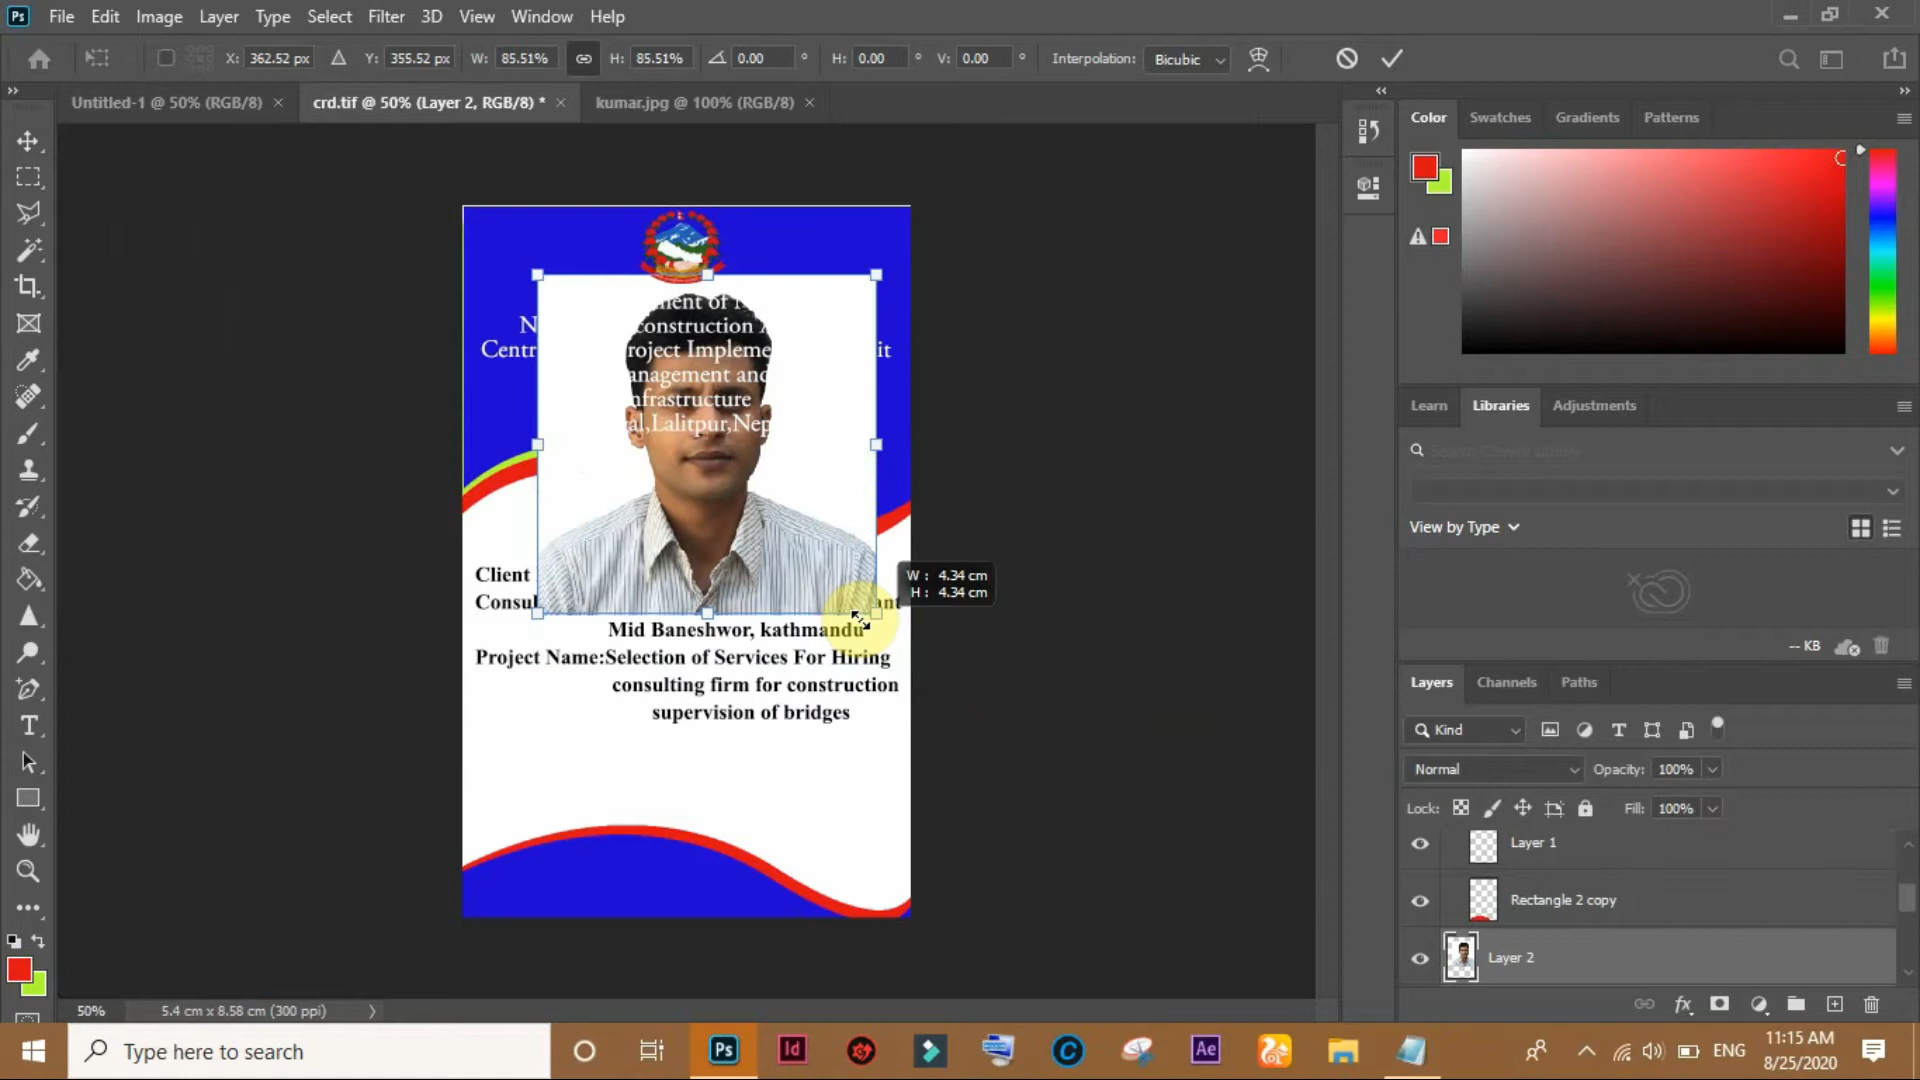 Ps File Edit Image Layer Type Select Filter 3D View Window Help
X: 362.52 px Y: 355.52 px W: 85.51% H: 85.51% 0.00 ° H: 0.00 ° V: 0.00 ° Interpolation: Bicubic
Untitled-1 @ 50% (RGB/8) × crd.tif @ 50% (Layer 2, RGB/8) * × kumar.jpg @ 100% (RGB/8) ×
Color Swatches Gradients Patterns
construction
Centr roject Impleme it
anagement and
nfrastructure
al,Lalitpur,Nep
Learn Libraries Adjustments
View by Type
Client
W : 4.34 cm
H : 4.34 cm
Consul ant
Mid Baneshwor, kathmandu
Project Name:Selection of Services For Hiring
consulting firm for construction
supervision of bridges
-- KB
Layers Channels Paths
Kind
Normal Opacity: 100%
Lock: Fill: 100%
Layer 1
Rectangle 2 copy
Layer 2
50% 5.4 cm x 8.58 cm (300 ppi)
Type here to search
Ps Id Ae
ENG
11:15 AM
8/25/2020